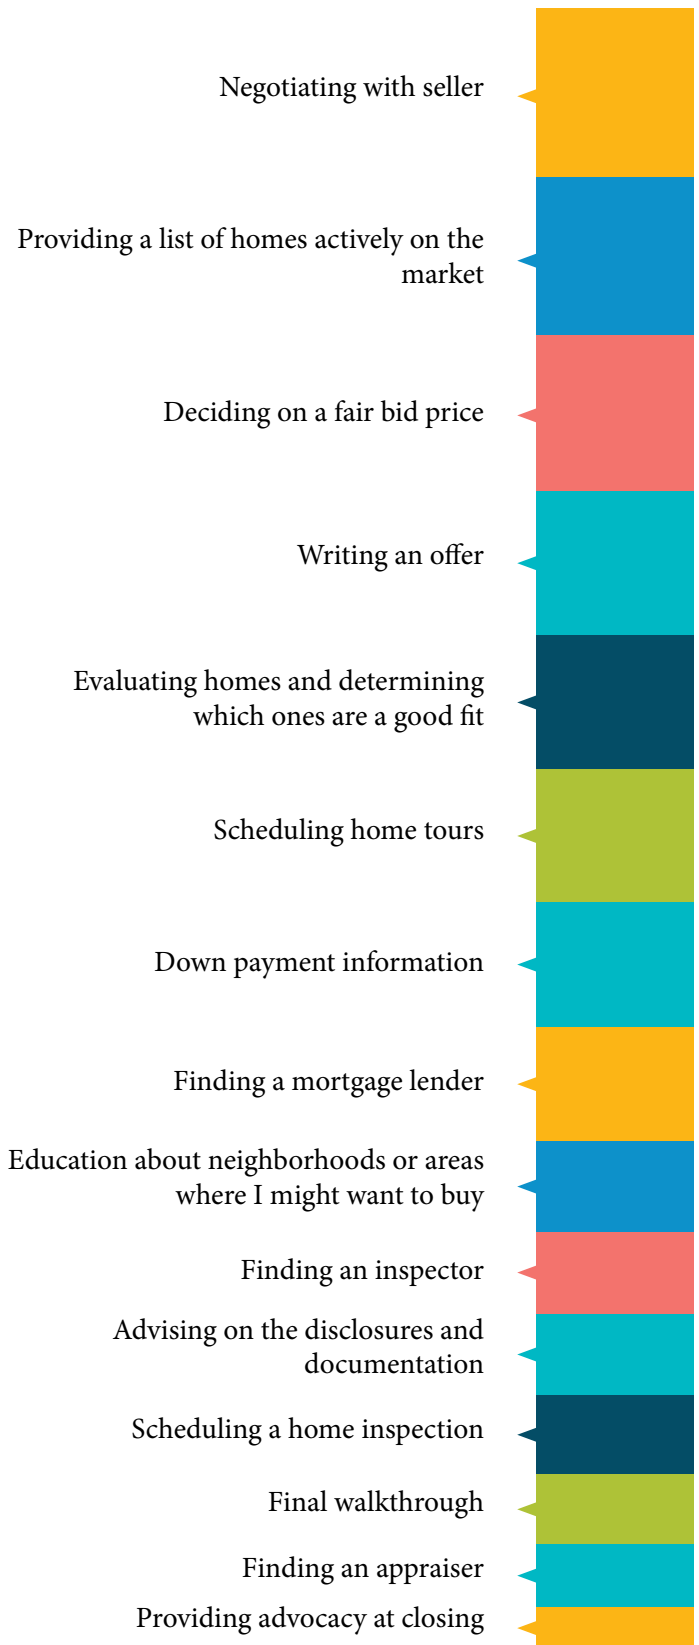 Negotiating with seller
Providing a list of homes actively on the
market
Deciding on a fair bid price
Writing an offer
Evaluating homes and determining
which ones are a good fit
Scheduling home tours
Down payment information
Finding a mortgage lender
Education about neighborhoods or areas
where I might want to buy
Finding an inspector
Advising on the disclosures and
documentation
Scheduling a home inspection
Final walkthrough
Finding an appraiser
Providing advocacy at closing